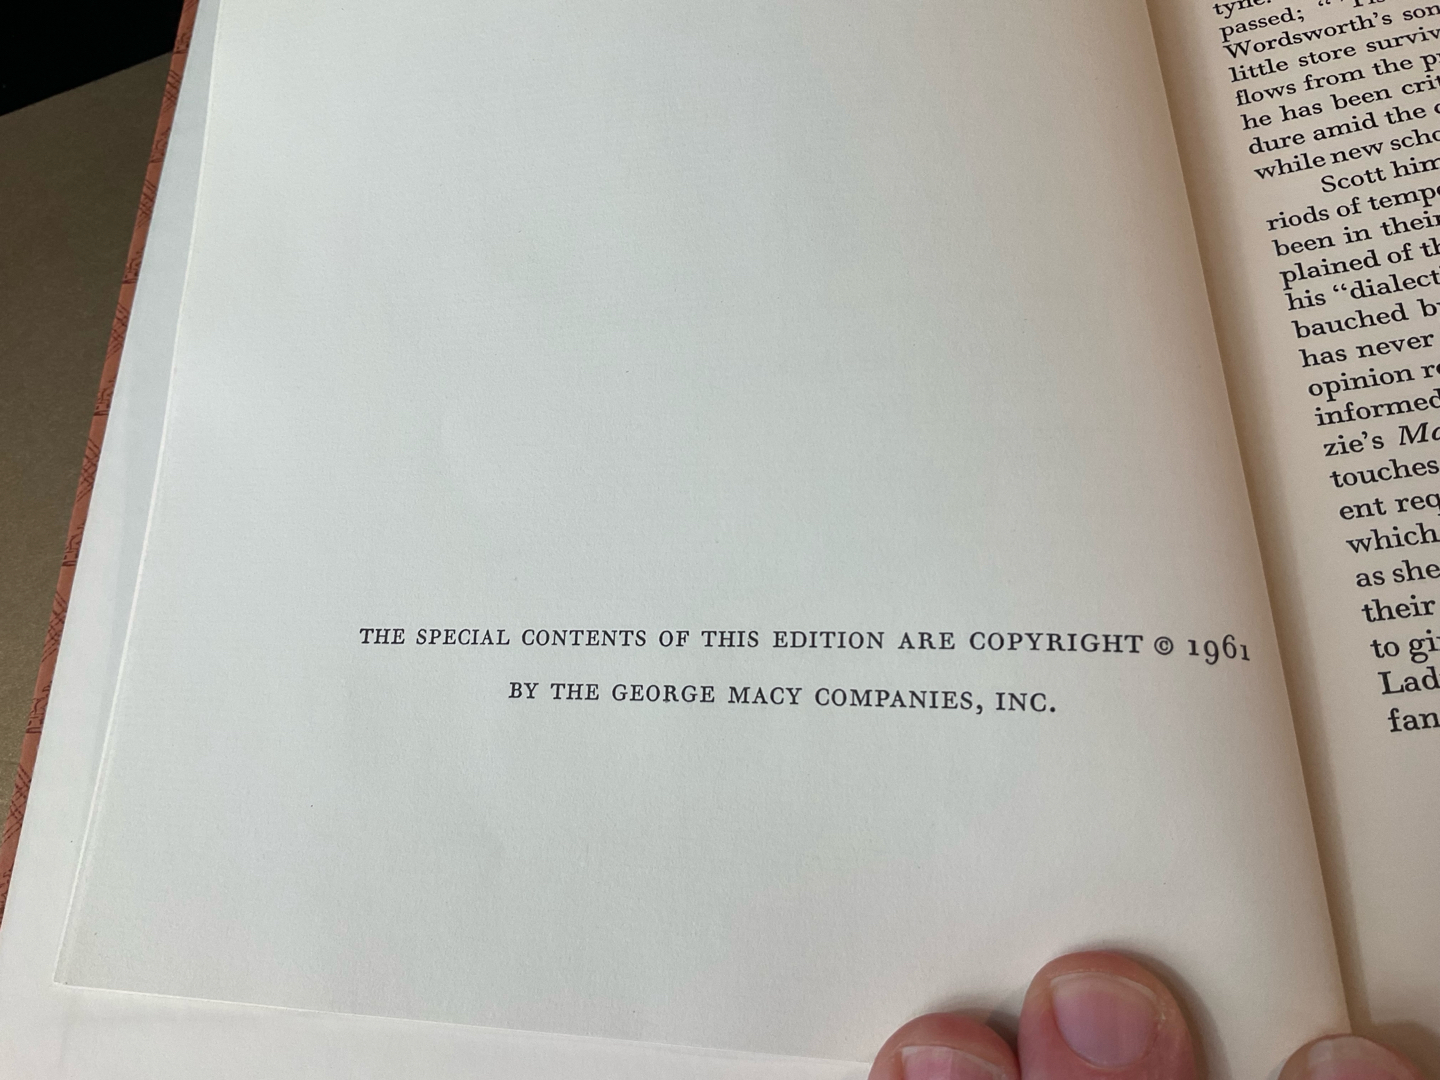 THE SPECIAL CONTENTS OF THIS EDITION ARE COPYRIGHT © 1961
BY THE GEORGE MACY COMPANIES, INC.
passed; "
Wordsworth's
little store
flows from the
he has been
dure amid the
while new
Scott
riods of
been in
plained of
his "dialect
bauched
has never
opinion
informed
zie's
touches
ent
which
as she
their
to
fan